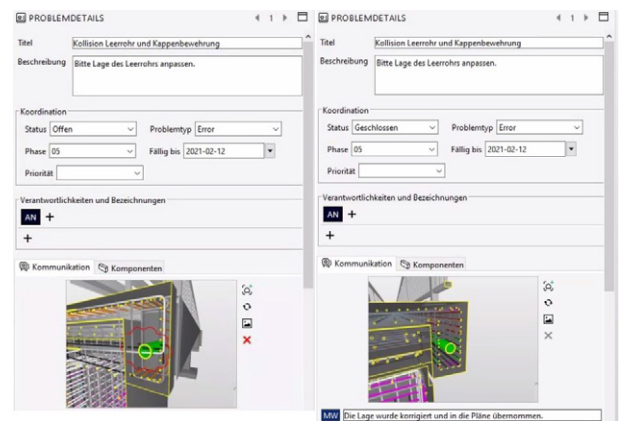 PROBLEMDETAILS
1
Titel Kollision Leerrohr und Kappenbewehrung
Beschreibung Bitte Lage des Leerrohrs anpassen.
Koordination
Status Offen Problemtyp Error
Phase 05 Fällig bis 2021-02-12
Priorität
Verantwortlichkeiten und Bezeichnungen
AN +
+
Kommunikation Komponenten
PROBLEMDETAILS
1
Titel Kollision Leerrohr und Kappenbewehrung
Beschreibung Bitte Lage des Leerrohrs anpassen.
Koordination
Status Geschlossen Problemtyp Error
Phase 05 Fällig bis 2021-02-12
Priorität
Verantwortlichkeiten und Bezeichnungen
AN +
+
Kommunikation Komponenten
MW Die Lage wurde korrigiert und in die Pläne übernommen.